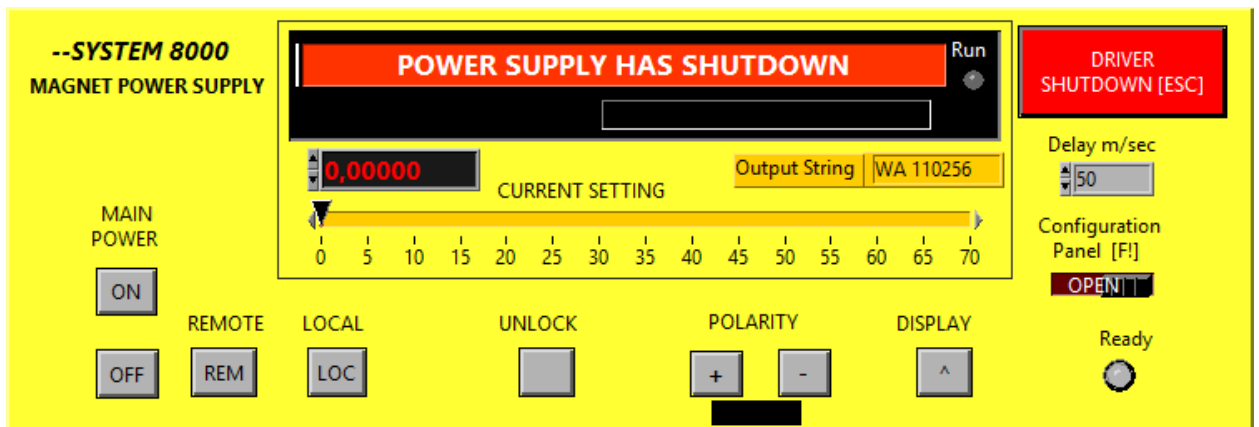 --SYSTEM 8000
MAGNET POWER SUPPLY
POWER SUPPLY HAS SHUTDOWN
Run
DRIVER
SHUTDOWN [ESC]
0,00000
CURRENT SETTING
Output String
WA 110256
0 5 10 15 20 25 30 35 40 45 50 55 60 65 70
Delay m/sec
50
Configuration
Panel [F!]
OPEN
MAIN
POWER
ON
OFF
REMOTE
REM
LOCAL
LOC
UNLOCK
POLARITY
+ -
DISPLAY
^
Ready